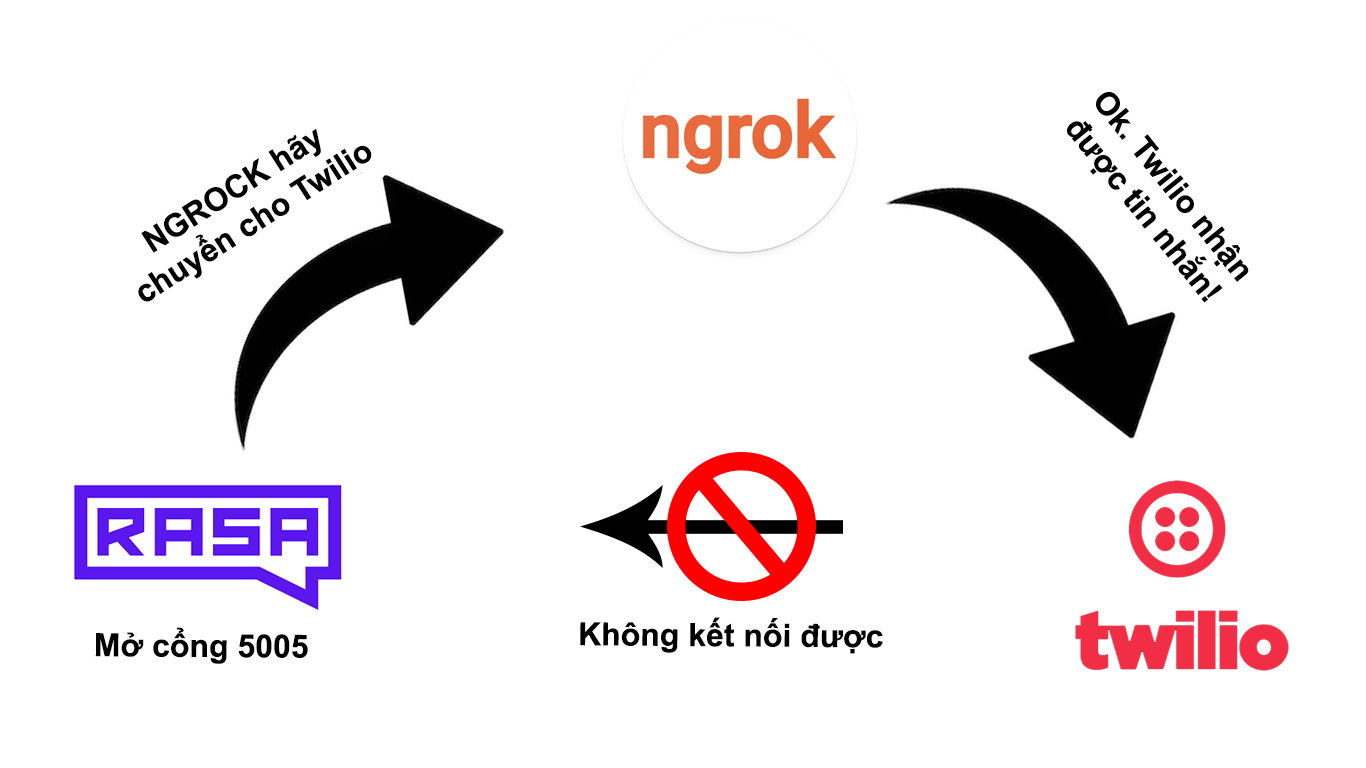 ngrok
NGROCK hãy
chuyển cho Twilio
Ok. Twilio nhận
được tin nhắn!
RASA
Mở cổng 5005
Không kết nối được
twilio